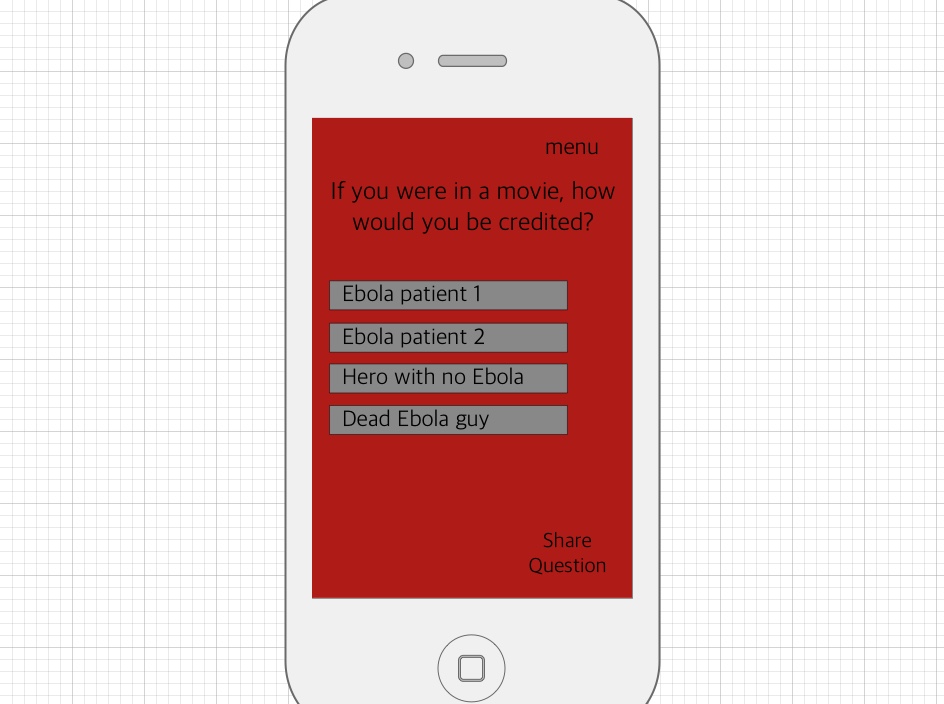 menu
If you were in a movie, how
would you be credited?
Ebola patient 1
Ebola patient 2
Hero with no Ebola
Dead Ebola guy
Share
Question